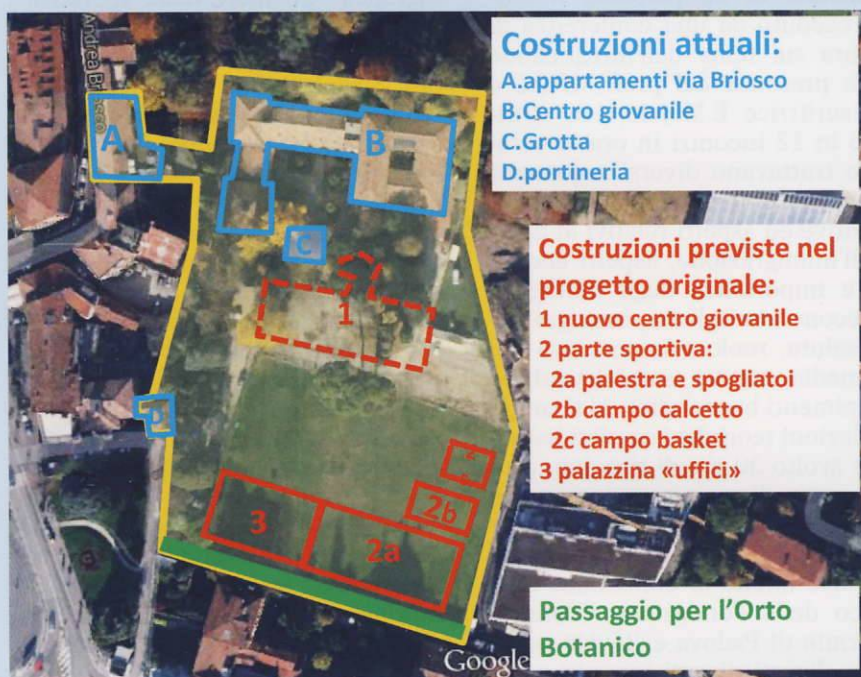 Andrea Briosco
A
B
C
D
1
3
2a
2b
2c
Google
Costruzioni attuali:
A.appartamenti via Briosco
B.Centro giovanile
C.Grotta
D.portineria
Costruzioni previste nel
progetto originale:
1 nuovo centro giovanile
2 parte sportiva:
2a palestra e spogliatoi
2b campo calcetto
2c campo basket
3 palazzina «uffici»
Passaggio per l'Orto
Botanico